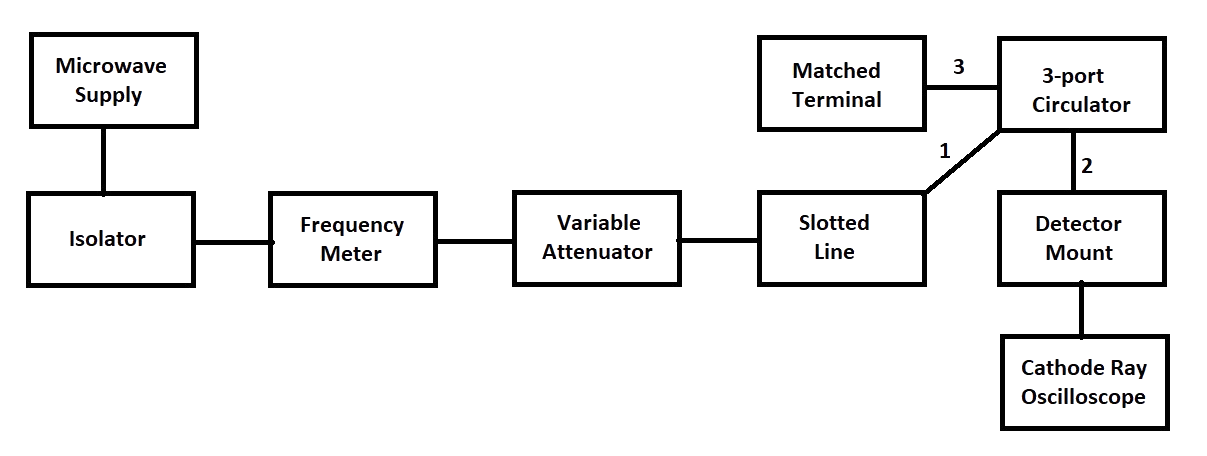 Microwave
Supply
Matched
Terminal
3
3-port
Circulator
1
2
Isolator
Frequency
Meter
Variable
Attenuator
Slotted
Line
Detector
Mount
Cathode Ray
Oscilloscope